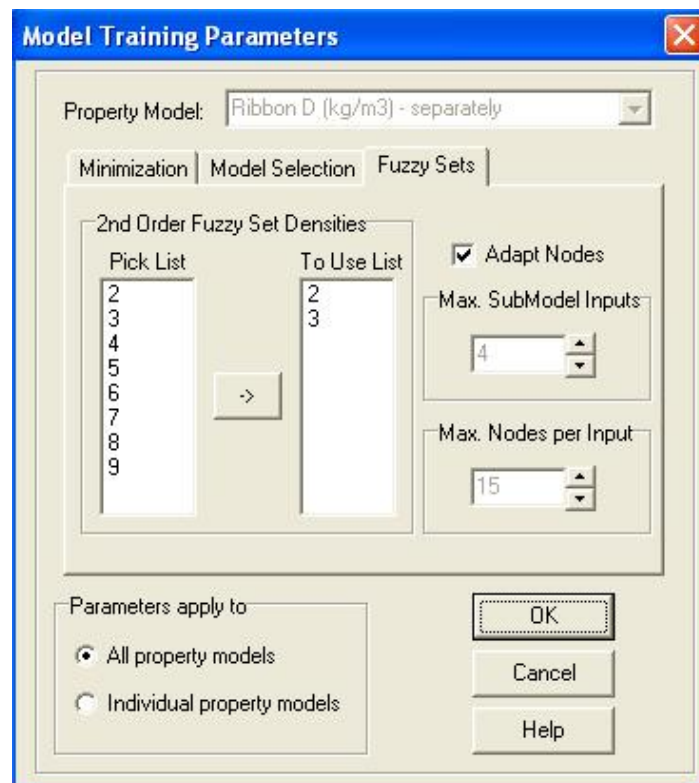 Model Training Parameters
Property Model: Ribbon D (kg/m3) - separately
Minimization Model Selection Fuzzy Sets
2nd Order Fuzzy Set Densities
Pick List
2
3
4
5
6
7
8
9
->
To Use List
2
3
Adapt Nodes
Max. SubModel Inputs
4
Max. Nodes per Input
15
Parameters apply to
All property models
Individual property models
OK
Cancel
Help